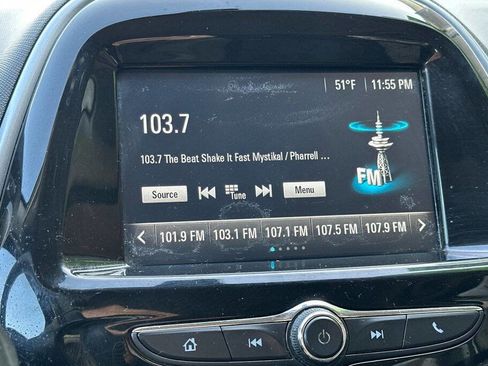 51°F 11:55 PM
103.7
103.7 The Beat Shake It Fast Mystikal / Pharrell ...
FM
Source Tune Menu
101.9 FM 103.1 FM 107.1 FM 107.5 FM 107.9 FM